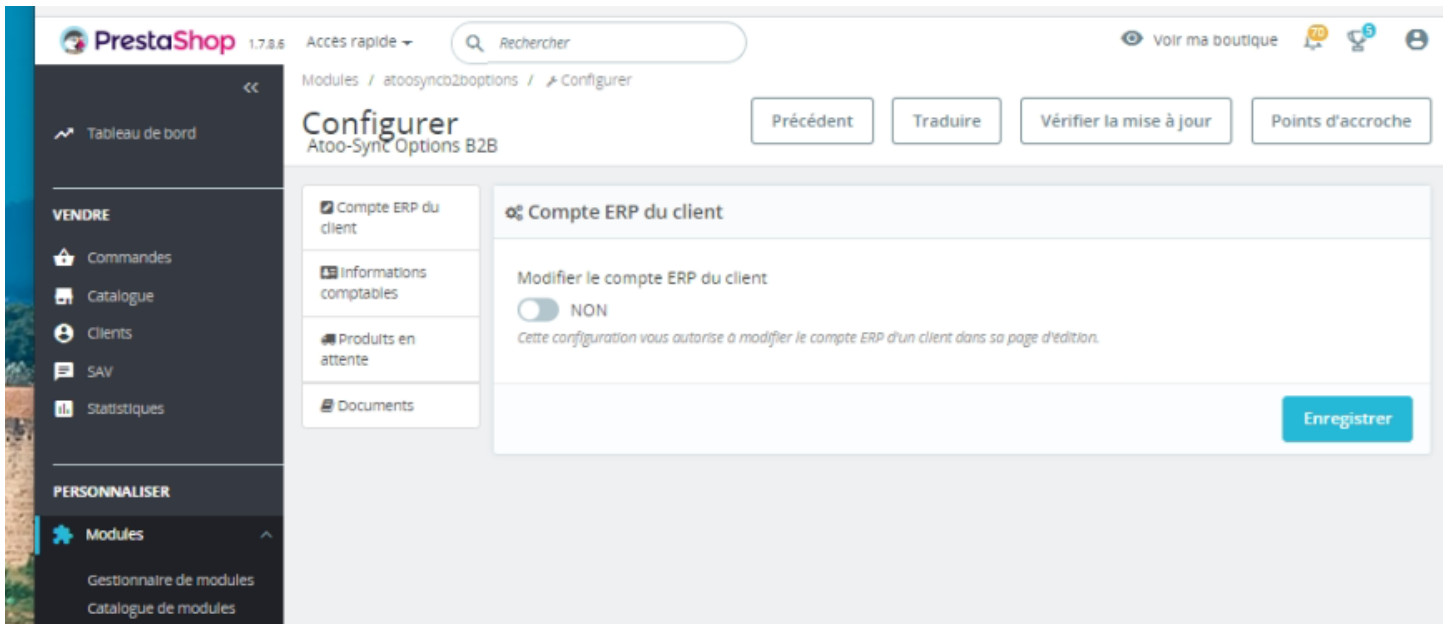 PrestaShop 1.7.8.6 Accès rapide Rechercher Voir ma boutique 70 5
Modules / atoosyncb2boptions / Configurer
Configurer
Atoo-Sync Options B2B
Précédent Traduire Vérifier la mise à jour Points d'accroche
<<
Tableau de bord
VENDRE
Commandes
Catalogue
Clients
SAV
Statistiques
PERSONNALISER
Modules
Gestionnaire de modules
Catalogue de modules
Compte ERP du
client
Informations
comptables
Produits en
attente
Documents
Compte ERP du client
Modifier le compte ERP du client
NON
Cette configuration vous autorise à modifier le compte ERP d'un client dans sa page d'édition.
Enregistrer